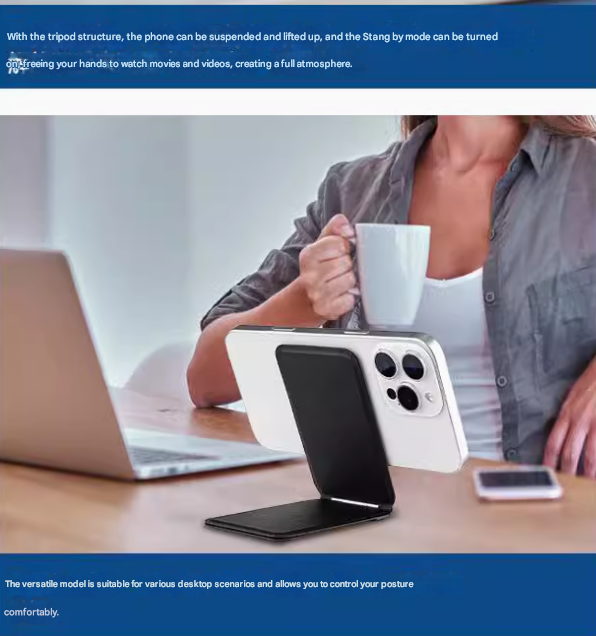 With the tripod structure, the phone can be suspended and lifted up, and the Stang by mode can be turned
on, freeing your hands to watch movies and videos, creating a full atmosphere.
The versatile model is suitable for various desktop scenarios and allows you to control your posture
comfortably.